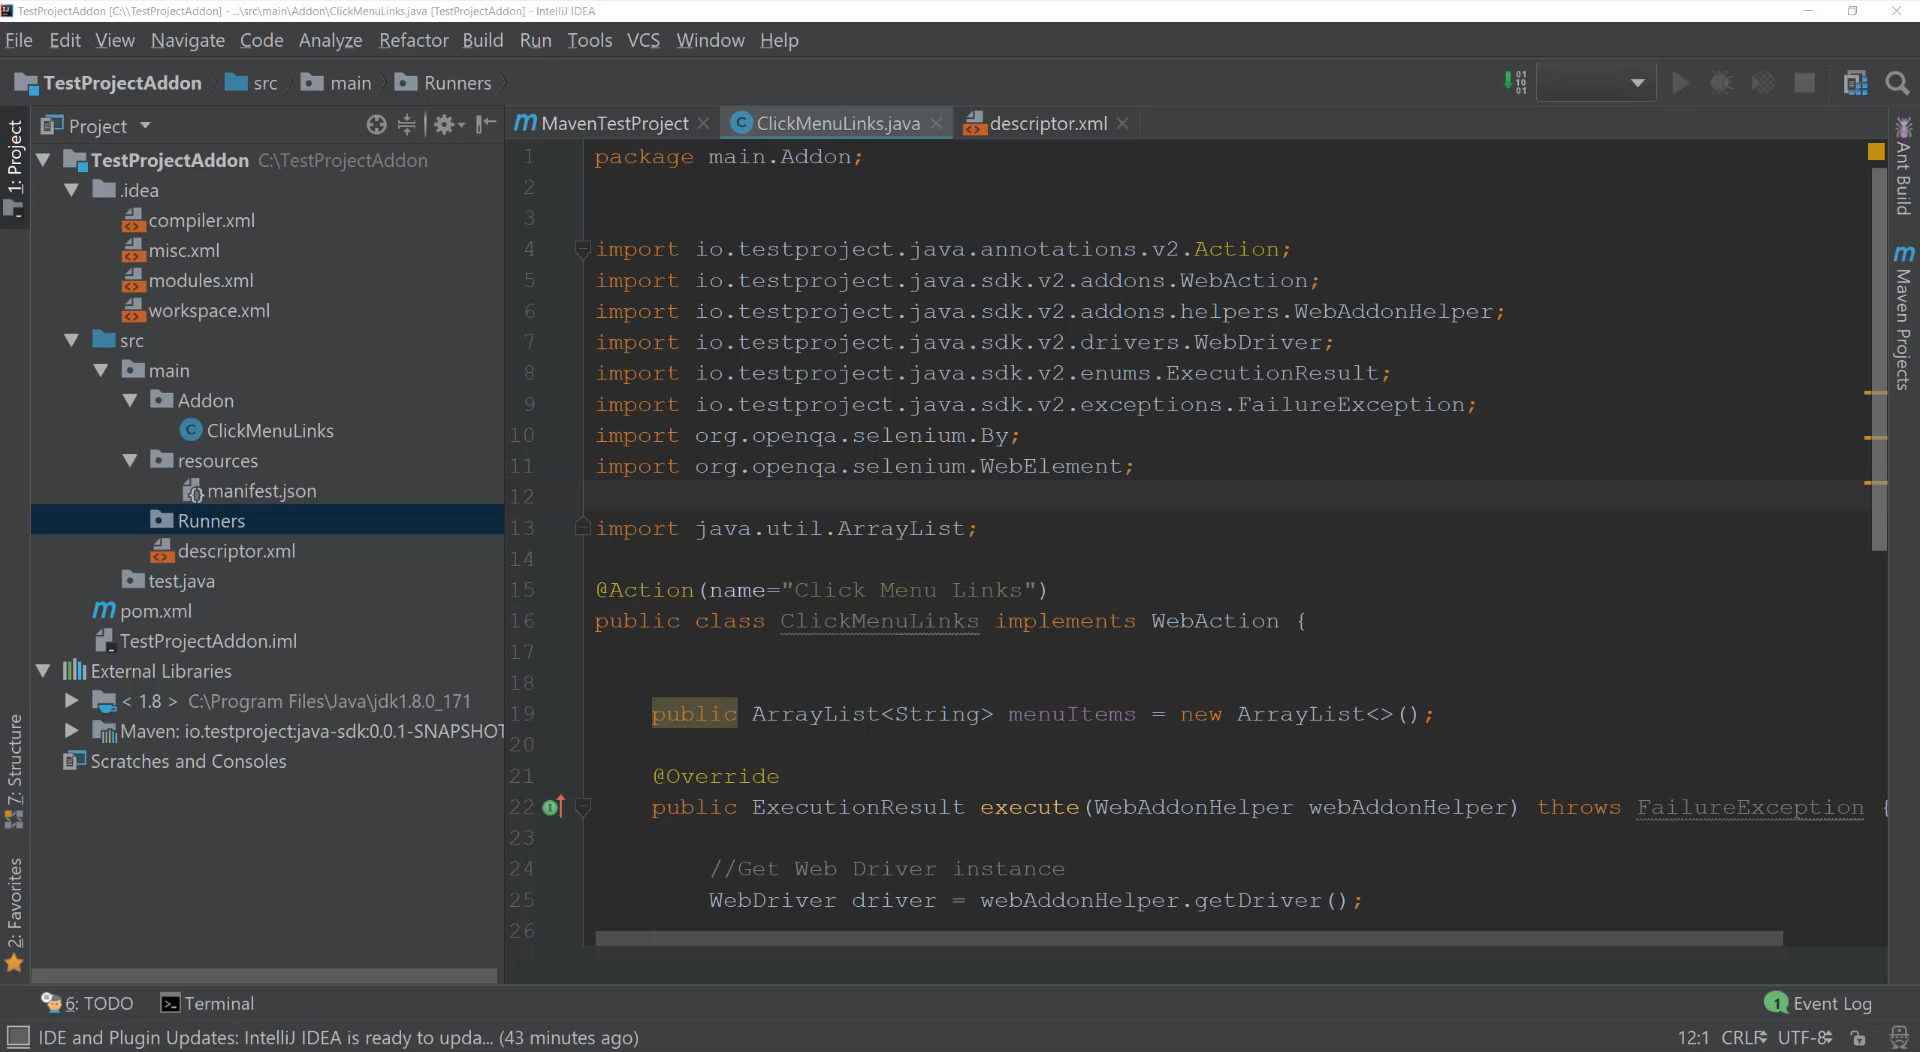 TestProjectAddon [C:\\TestProjectAddon] - ...\src\main\Addon\ClickMenuLinks.java [TestProjectAddon] - IntelliJ IDEA
File Edit View Navigate Code Analyze Refactor Build Run Tools VCS Window Help
TestProjectAddon src main Runners
1: Project
7: Structure
2: Favorites
Project
TestProjectAddon C:\TestProjectAddon
.idea
compiler.xml
misc.xml
modules.xml
workspace.xml
src
main
Addon
ClickMenuLinks
resources
manifest.json
Runners
descriptor.xml
test.java
pom.xml
TestProjectAddon.iml
External Libraries
< 1.8 > C:\Program Files\Java\jdk1.8.0_171
Maven: io.testproject:java-sdk:0.0.1-SNAPSHOT
Scratches and Consoles
MavenTestProject ClickMenuLinks.java descriptor.xml
1 package main.Addon;
2
3
4 import io.testproject.java.annotations.v2.Action;
5 import io.testproject.java.sdk.v2.addons.WebAction;
6 import io.testproject.java.sdk.v2.addons.helpers.WebAddonHelper;
7 import io.testproject.java.sdk.v2.drivers.WebDriver;
8 import io.testproject.java.sdk.v2.enums.ExecutionResult;
9 import io.testproject.java.sdk.v2.exceptions.FailureException;
10 import org.openqa.selenium.By;
11 import org.openqa.selenium.WebElement;
12
13 import java.util.ArrayList;
14
15 @Action(name="Click Menu Links")
16 public class ClickMenuLinks implements WebAction {
17
18
19 public ArrayList<String> menuItems = new ArrayList<>();
20
21 @Override
22 public ExecutionResult execute(WebAddonHelper webAddonHelper) throws FailureException {
23
24 //Get Web Driver instance
25 WebDriver driver = webAddonHelper.getDriver();
26
Ant Build
Maven Projects
6: TODO Terminal
1 Event Log
IDE and Plugin Updates: IntelliJ IDEA is ready to upda... (43 minutes ago)
12:1 CRLF UTF-8